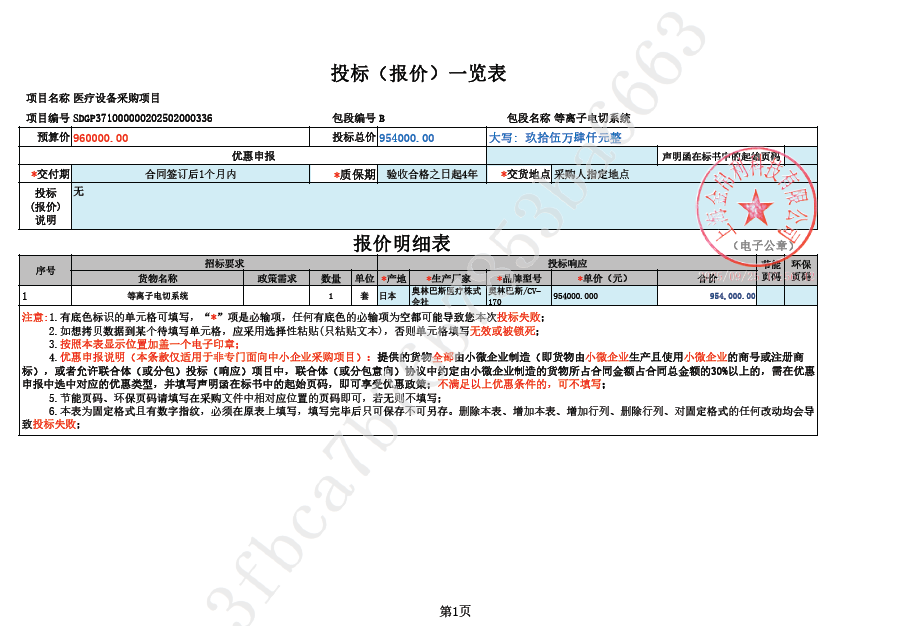 投标（报价）一览表
项目名称 医疗设备采购项目
项目编号 SDGP371000000202502000336 包段编号 B 包段名称 等离子电切系统
预算价 960000.00 投标总价 954000.00 大写: 玖拾伍万肆仟元整
优惠申报 声明函在标书中的起始页码
*交付期 合同签订后1个月内 *质保期 验收合格之日起4年 *交货地点 采购人指定地点
投标(报价)说明 无
（电子公章）
报价明细表
序号 招标要求 投标响应 节能页码 环保页码
货物名称 政策需求 数量 单位 *产地 *生产厂家 *品牌型号 *单价（元） 合价
1 等离子电切系统 1 套 日本 奥林巴斯医疗株式会社 奥林巴斯/CV-170 954000.000 954,000.00
注意:1.有底色标识的单元格可填写，“*”项是必输项，任何有底色的必输项为空都可能导致您本次投标失败；
2.如想拷贝数据到某个待填写单元格，应采用选择性粘贴(只粘贴文本)，否则单元格填写无效或被锁死；
3.按照本表显示位置加盖一个电子印章；
4.优惠申报说明（本条款仅适用于非专门面向中小企业采购项目）：提供的货物全部由小微企业制造（即货物由小微企业生产且使用小微企业的商号或注册商
标），或者允许联合体（或分包）投标（响应）项目中，联合体（或分包意向）协议中约定由小微企业制造的货物所占合同金额占合同总金额的30%以上的，需在优惠
申报中选中对应的优惠类型，并填写声明函在标书中的起始页码，即可享受优惠政策；不满足以上优惠条件的，可不填写；
5.节能页码、环保页码请填写在采购文件中相对应位置的页码即可，若无则不填写；
6.本表为固定格式且有数字指纹，必须在原表上填写，填写完毕后只可保存不可另存。删除本表、增加本表、增加行列、删除行列、对固定格式的任何改动均会导
致投标失败；
第1页